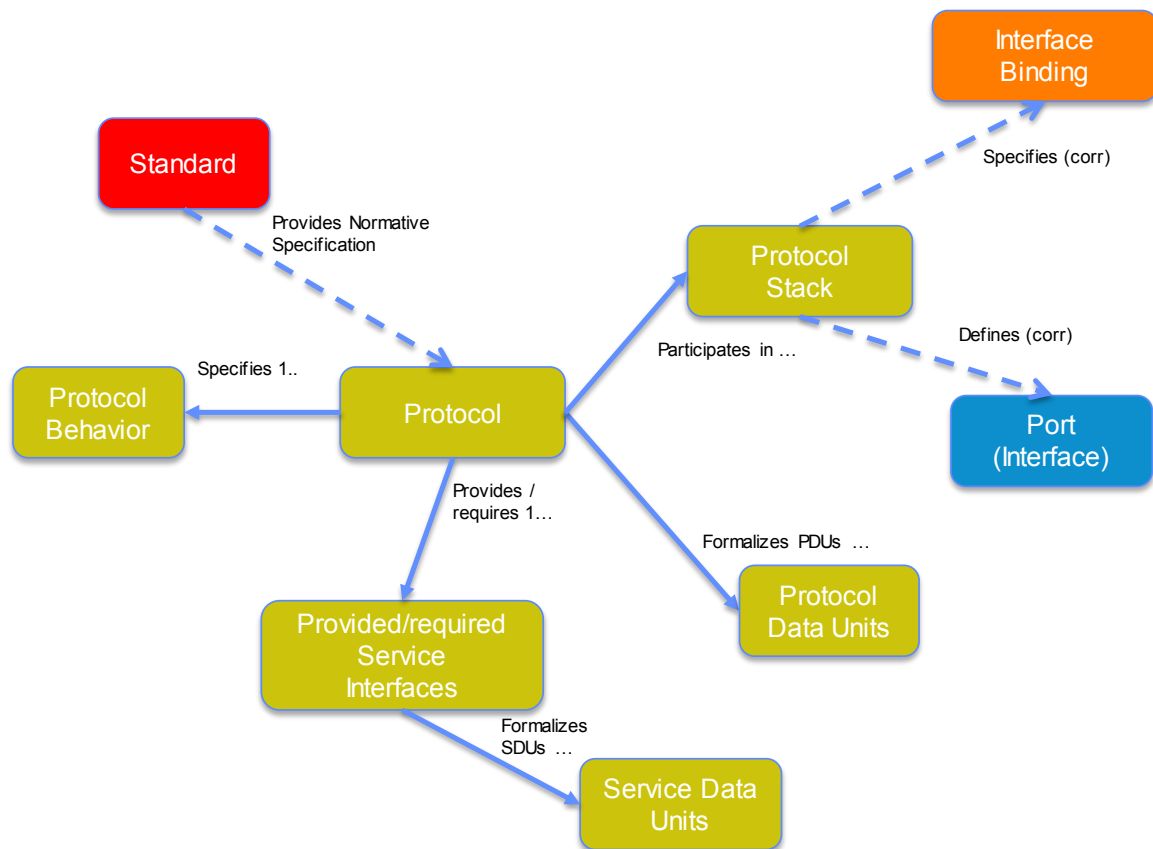 Interface
Binding
Standard
Specifies (corr)
Provides Normative
Specification
Protocol
Stack
Defines (corr)
Participates in …
Specifies 1..
Protocol
Behavior
Protocol
Port
(Interface)
Provides /
requires 1…
Formalizes PDUs …
Protocol
Data Units
Provided/required
Service
Interfaces
Formalizes
SDUs …
Service Data
Units